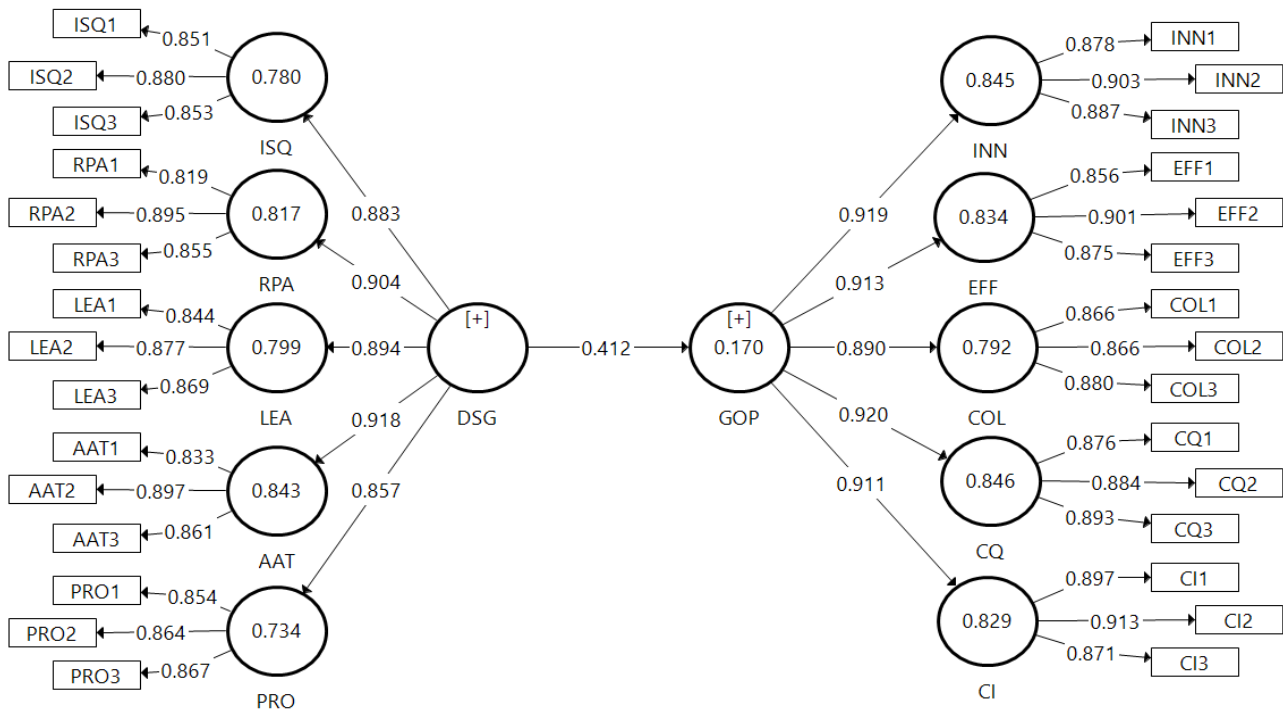 ISQ1
0.851
ISQ2
0.880
0.780
ISQ3
0.853
ISQ
RPA1
0.819
RPA2
0.895
0.817
RPA3
0.855
RPA
LEA1
0.844
LEA2
0.877
0.799
LEA3
0.869
LEA
AAT1
0.833
AAT2
0.897
0.843
AAT3
0.861
AAT
PRO1
0.854
PRO2
0.864
0.734
PRO3
0.867
PRO
0.883
0.904
0.894
0.918
0.857
[+]
DSG
0.412
[+]
0.170
GOP
0.919
0.913
0.890
0.920
0.911
0.878
INN1
0.845
0.903
INN2
0.887
INN3
INN
0.856
EFF1
0.834
0.901
EFF2
0.875
EFF3
EFF
0.866
COL1
0.792
0.866
COL2
0.880
COL3
COL
0.876
CQ1
0.846
0.884
CQ2
0.893
CQ3
CQ
0.897
CI1
0.829
0.913
CI2
0.871
CI3
CI